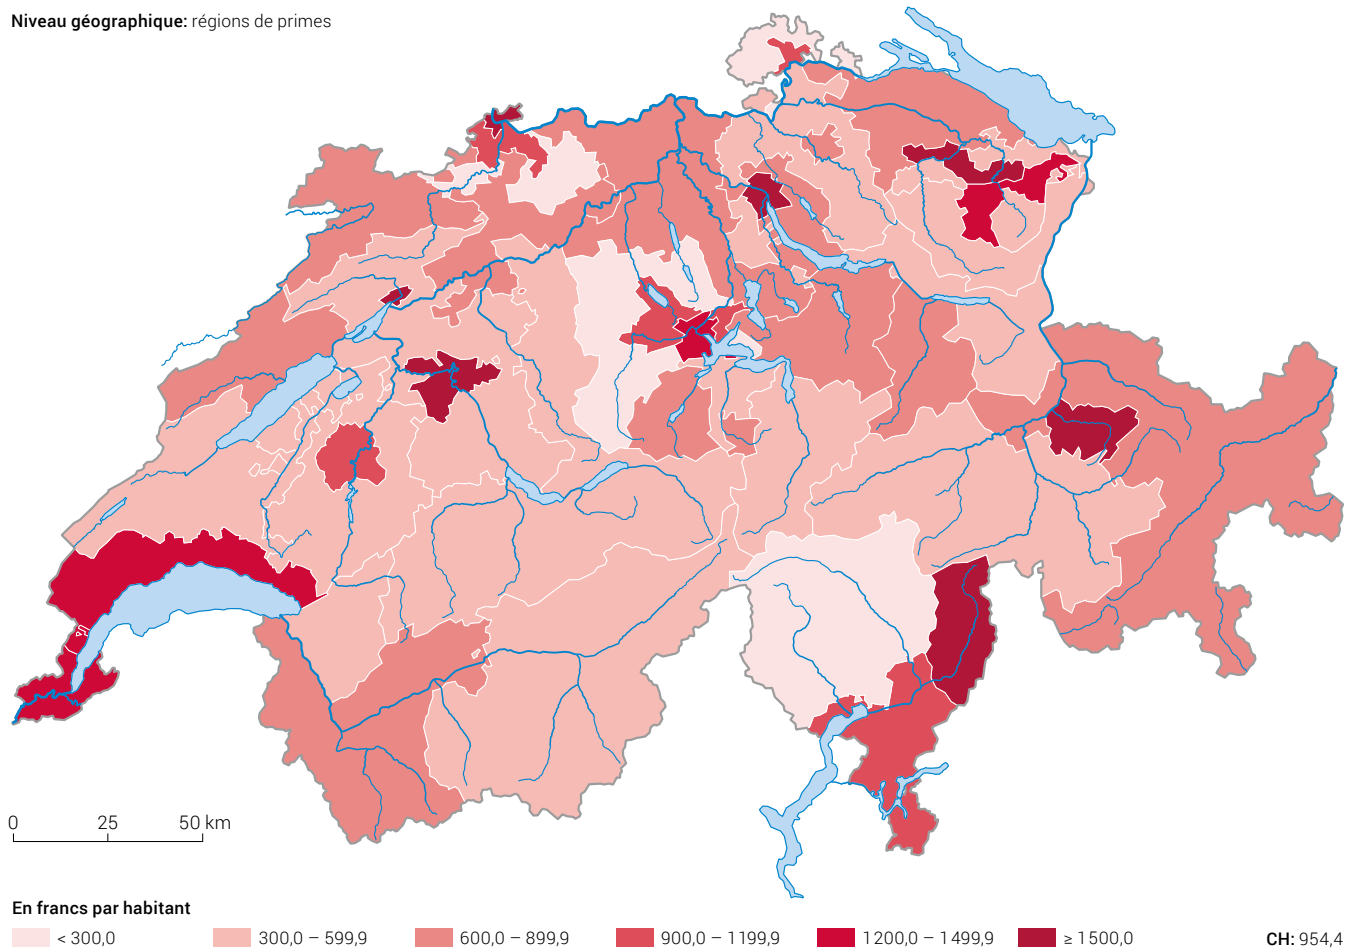 Niveau géographique: régions de primes
0 25 50 km
En francs par habitant
< 300,0 300,0 – 599,9 600,0 – 899,9 900,0 – 1199,9 1200,0 – 1499,9 ≥ 1500,0 CH: 954,4